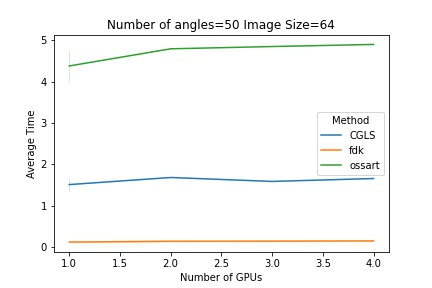 Number of angles=50 Image Size=64
Average Time
5
4
3
2
1
0
Method
CGLS
fdk
ossart
1.0 1.5 2.0 2.5 3.0 3.5 4.0
Number of GPUs